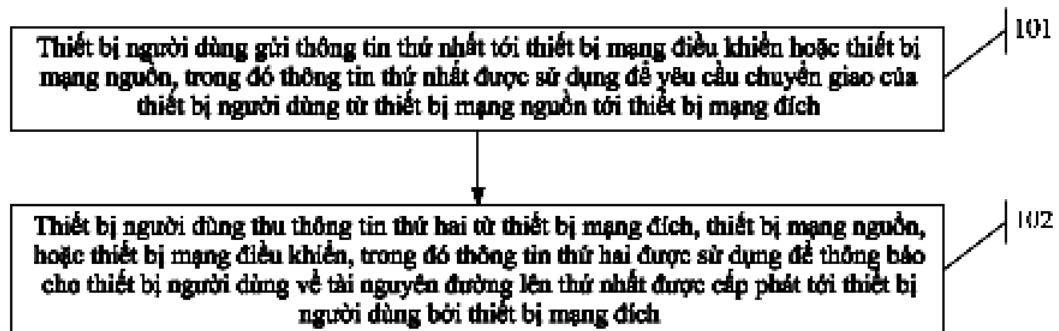 Thiết bị người dùng gửi thông tin thứ nhất tới thiết bị mạng điều khiển hoặc thiết bị
mạng nguồn, trong đó thông tin thứ nhất được sử dụng để yêu cầu chuyển giao của
thiết bị người dùng từ thiết bị mạng nguồn tới thiết bị mạng đích
101
Thiết bị người dùng thu thông tin thứ hai từ thiết bị mạng đích, thiết bị mạng nguồn,
hoặc thiết bị mạng điều khiển, trong đó thông tin thứ hai được sử dụng để thông báo
cho thiết bị người dùng về tài nguyên đường lên thứ nhất được cấp phát tới thiết bị
người dùng bởi thiết bị mạng đích
102